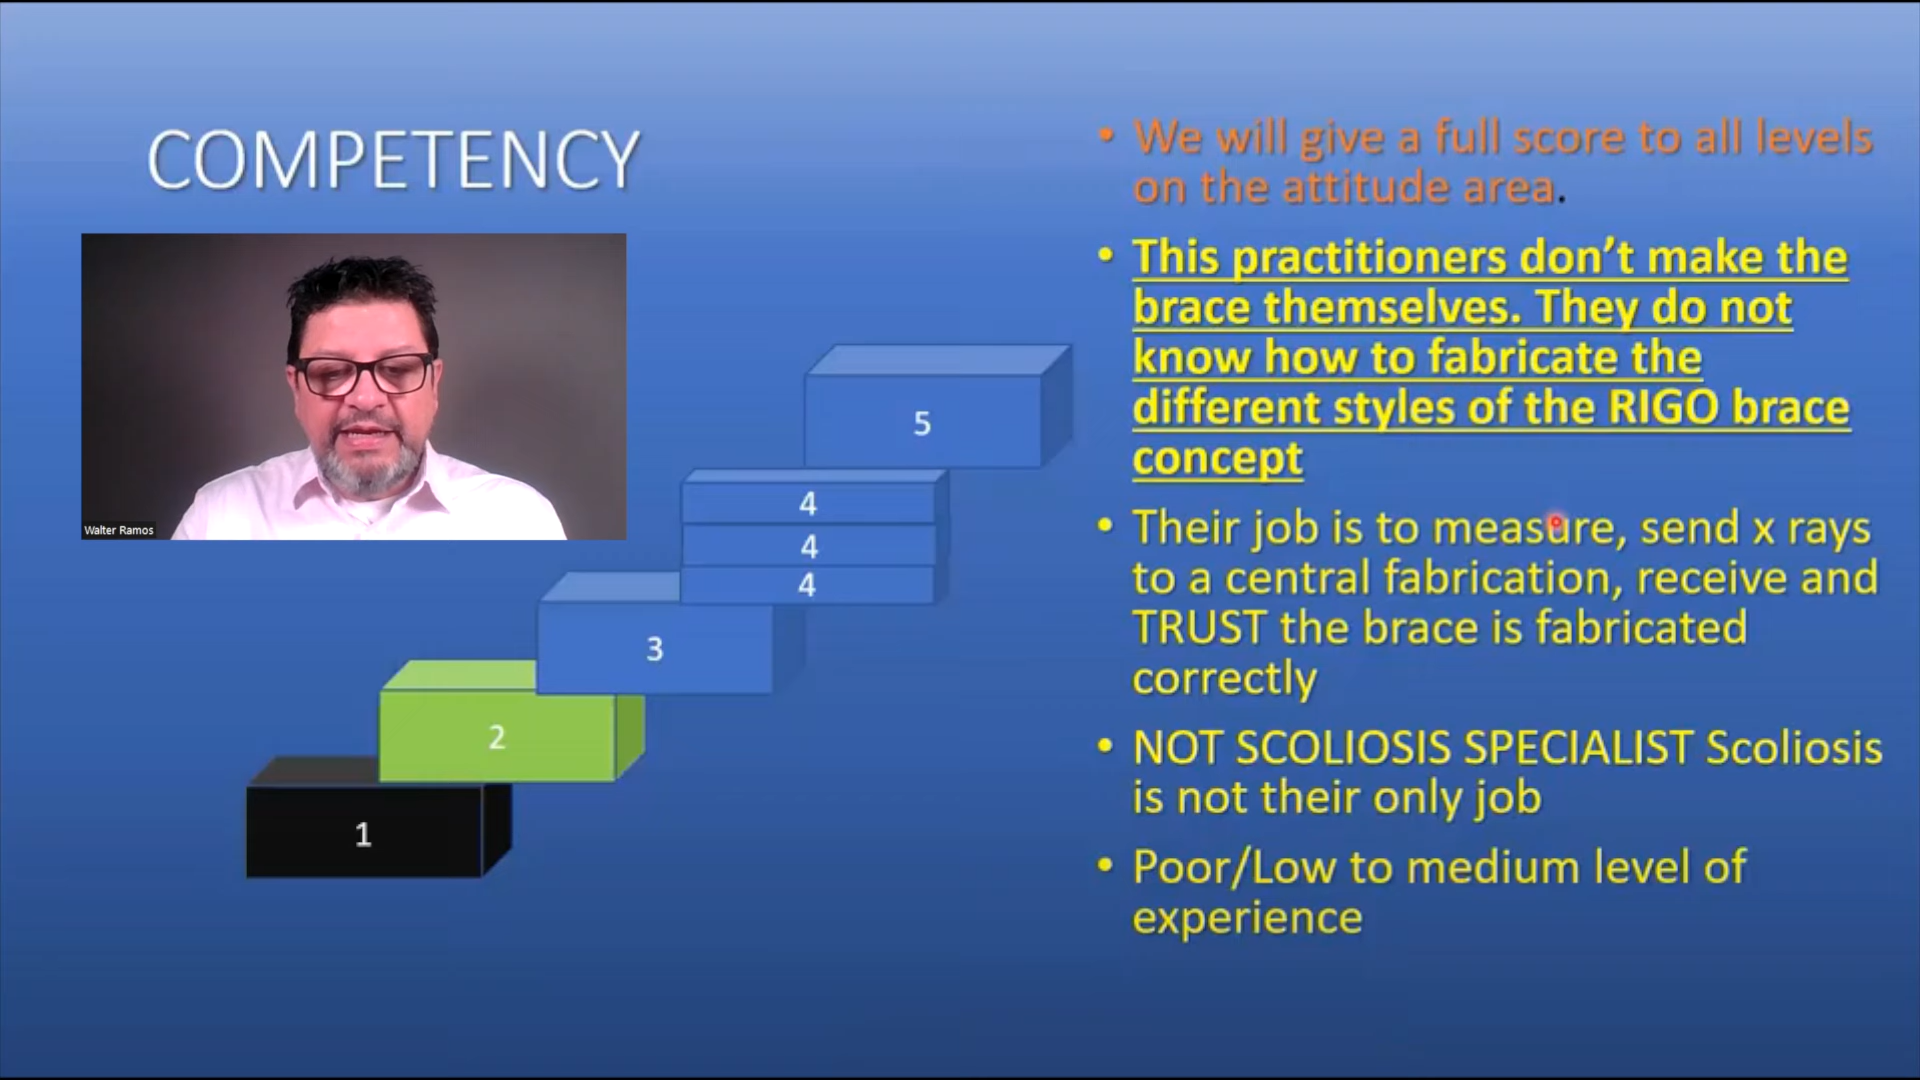 COMPETENCY
Walter Ramos
5
4
4
4
3
2
1
• We will give a full score to all levels
on the attitude area.
• This practitioners don’t make the
brace themselves. They do not
know how to fabricate the
different styles of the RIGO brace
concept
• Their job is to measure, send x rays
to a central fabrication, receive and
TRUST the brace is fabricated
correctly
• NOT SCOLIOSIS SPECIALIST Scoliosis
is not their only job
• Poor/Low to medium level of
experience